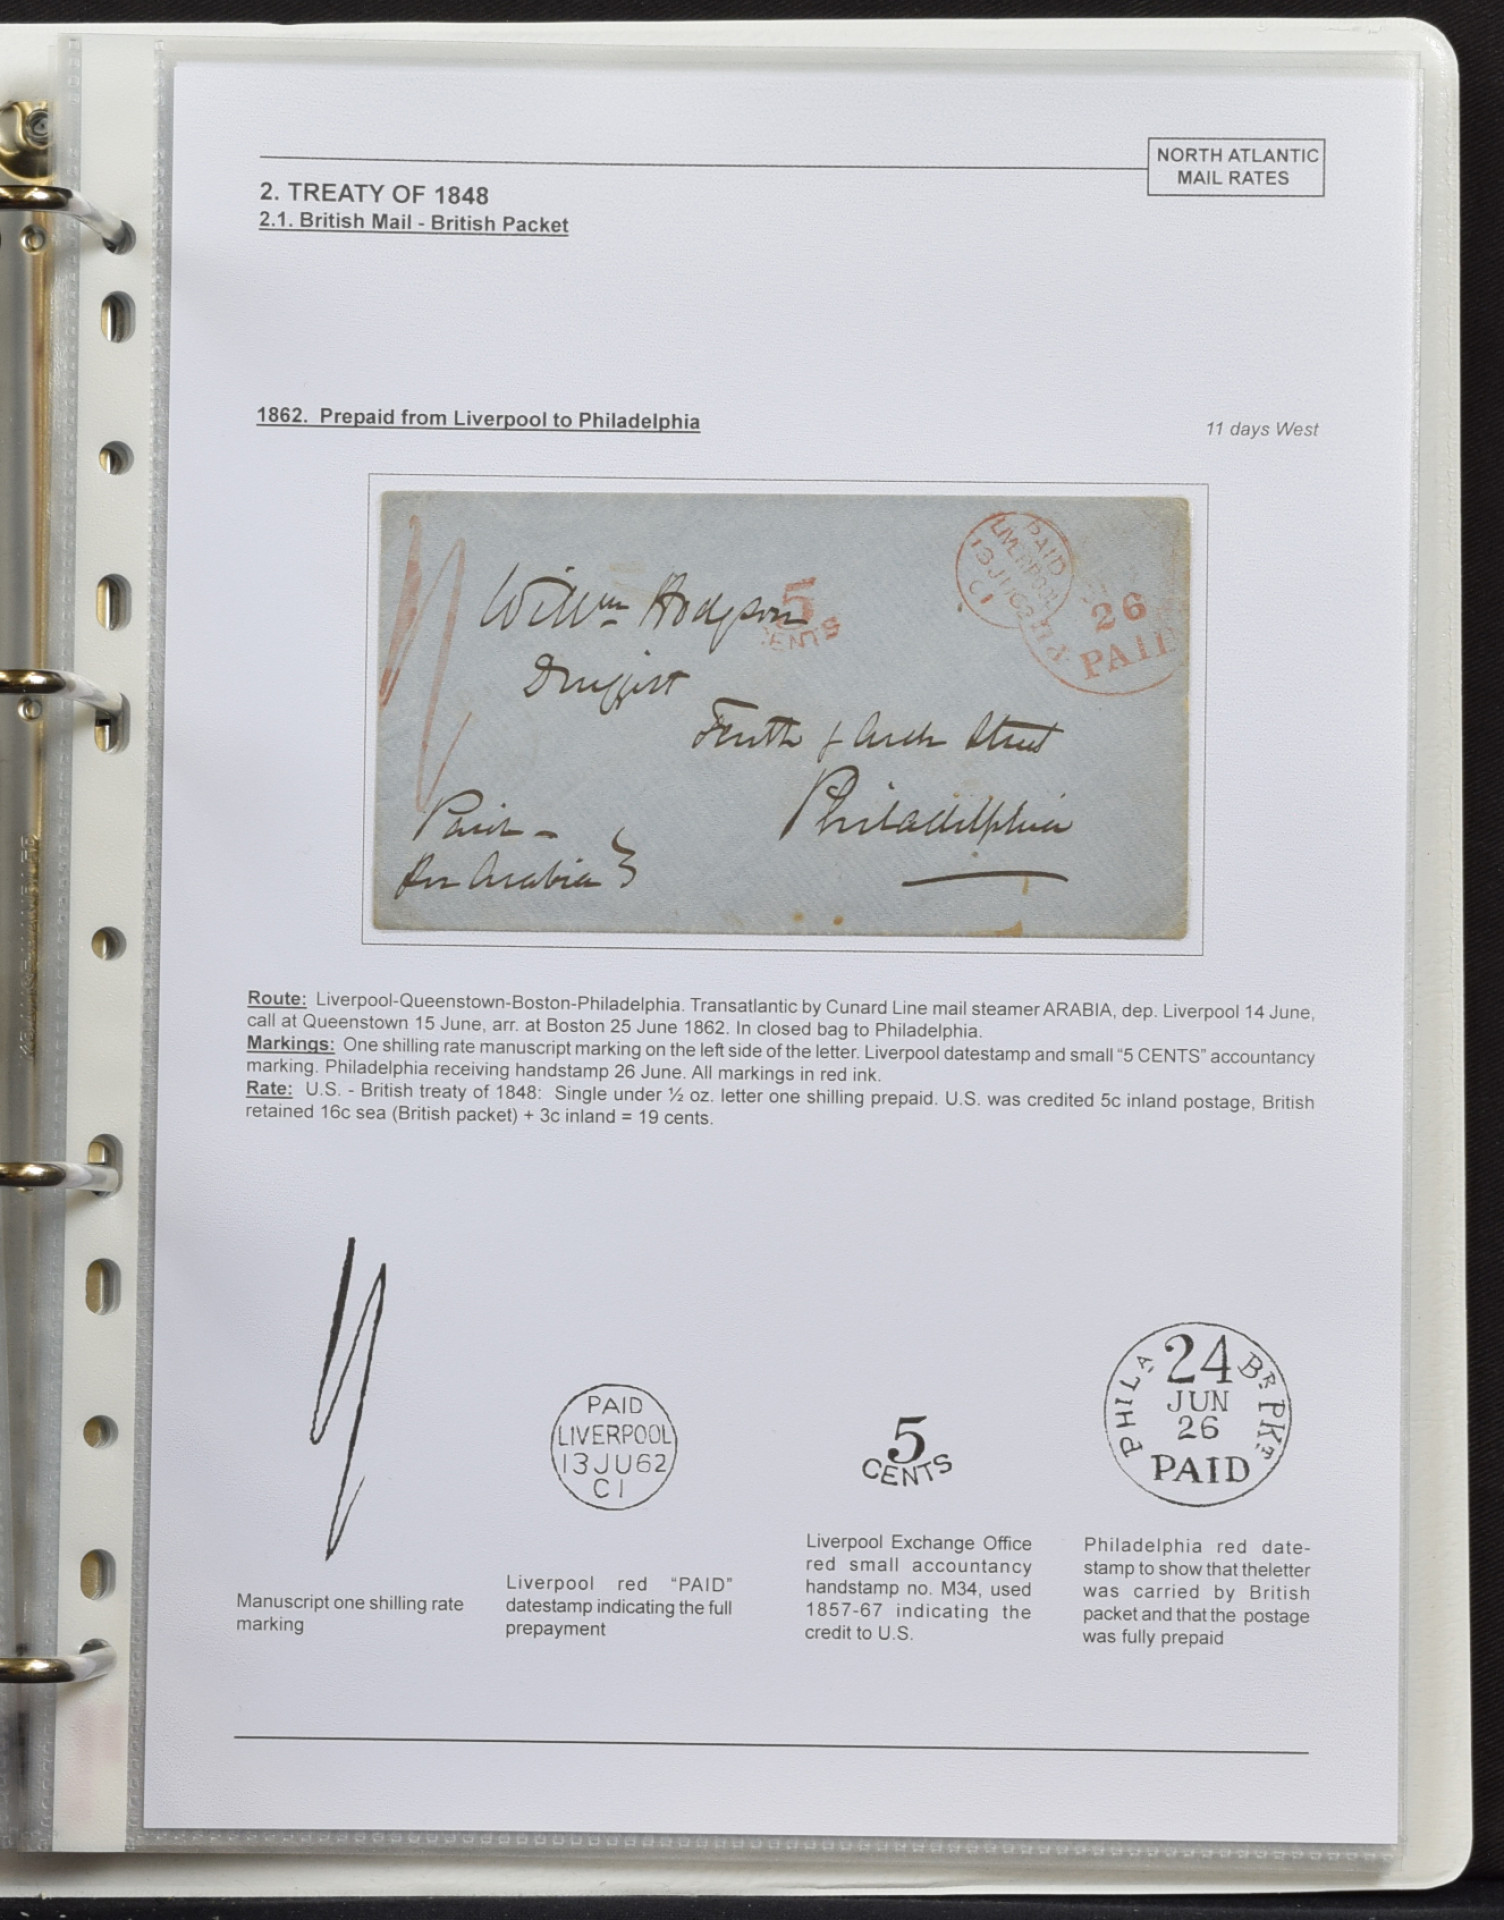 NORTH ATLANTIC
MAIL RATES
2. TREATY OF 1848
2.1. British Mail - British Packet
1862. Prepaid from Liverpool to Philadelphia
11 days West
PAID
LIVERPOOL
13 JU 62
C1
26
PAID
5
CENTS
Willm Hodgson
Druggist
Tenth & Arch Street
Philadelphia
Paid -
Per Arabia
Route: Liverpool-Queenstown-Boston-Philadelphia. Transatlantic by Cunard Line mail steamer ARABIA, dep. Liverpool 14 June,
call at Queenstown 15 June, arr. at Boston 25 June 1862. In closed bag to Philadelphia.
Markings: One shilling rate manuscript marking on the left side of the letter. Liverpool datestamp and small “5 CENTS” accountancy
marking. Philadelphia receiving handstamp 26 June. All markings in red ink.
Rate: U.S. - British treaty of 1848: Single under ½ oz. letter one shilling prepaid. U.S. was credited 5c inland postage, British
retained 16c sea (British packet) + 3c inland = 19 cents.
PAID
LIVERPOOL
13JU62
C1
5
CENTS
PHILA 24 BR PKT
JUN
26
PAID
Manuscript one shilling rate
marking
Liverpool red “PAID”
datestamp indicating the full
prepayment
Liverpool Exchange Office
red small accountancy
handstamp no. M34, used
1857-67 indicating the
credit to U.S.
Philadelphia red date-
stamp to show that theletter
was carried by British
packet and that the postage
was fully prepaid